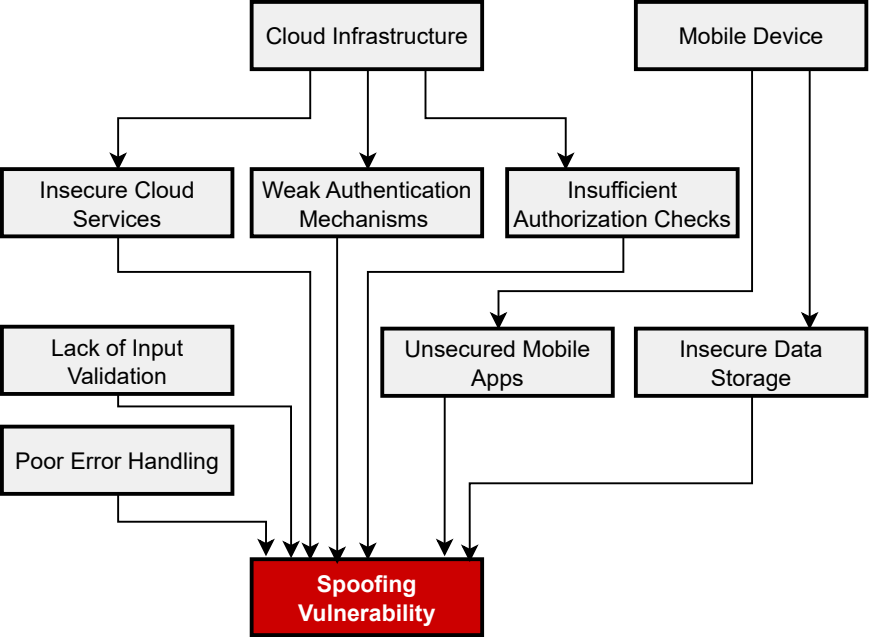 Cloud Infrastructure
Mobile Device
Insecure Cloud
Services
Weak Authentication
Mechanisms
Insufficient
Authorization Checks
Lack of Input
Validation
Unsecured Mobile
Apps
Insecure Data
Storage
Poor Error Handling
Spoofing
Vulnerability